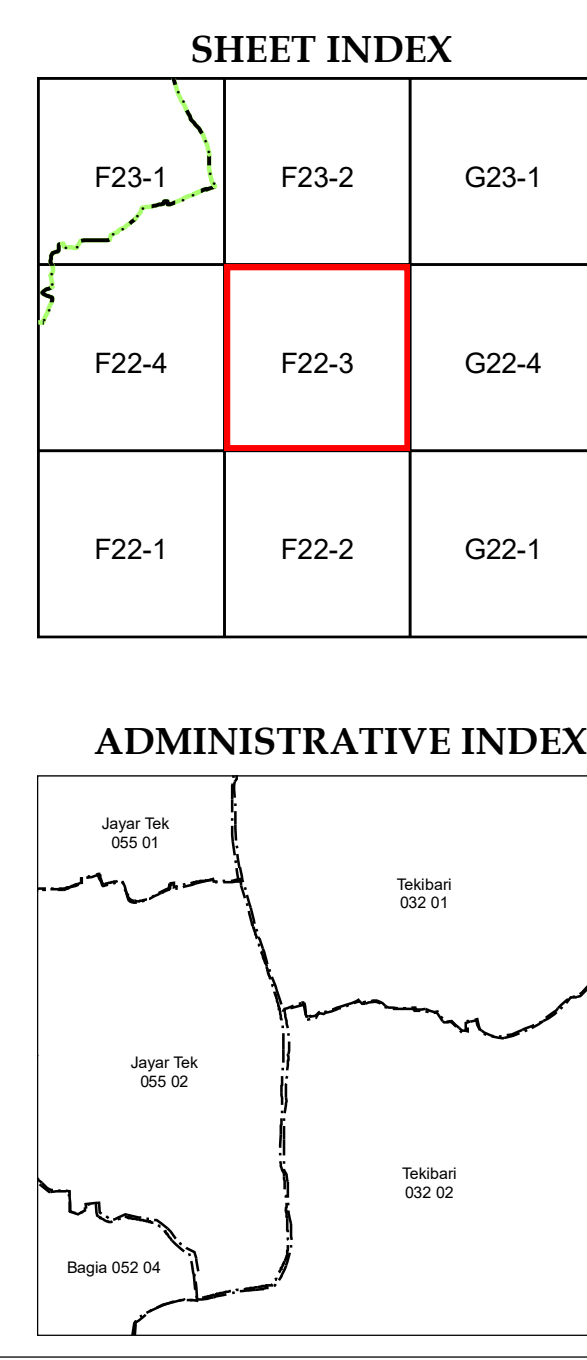 SHEET INDEX
F23-1
F23-2
G23-1
F22-4
F22-3
G22-4
F22-1
F22-2
G22-1
ADMINISTRATIVE INDEX
Jayar Tek
055 01
Tekibari
032 01
Jayar Tek
055 02
Tekibari
032 02
Bagia 052 04